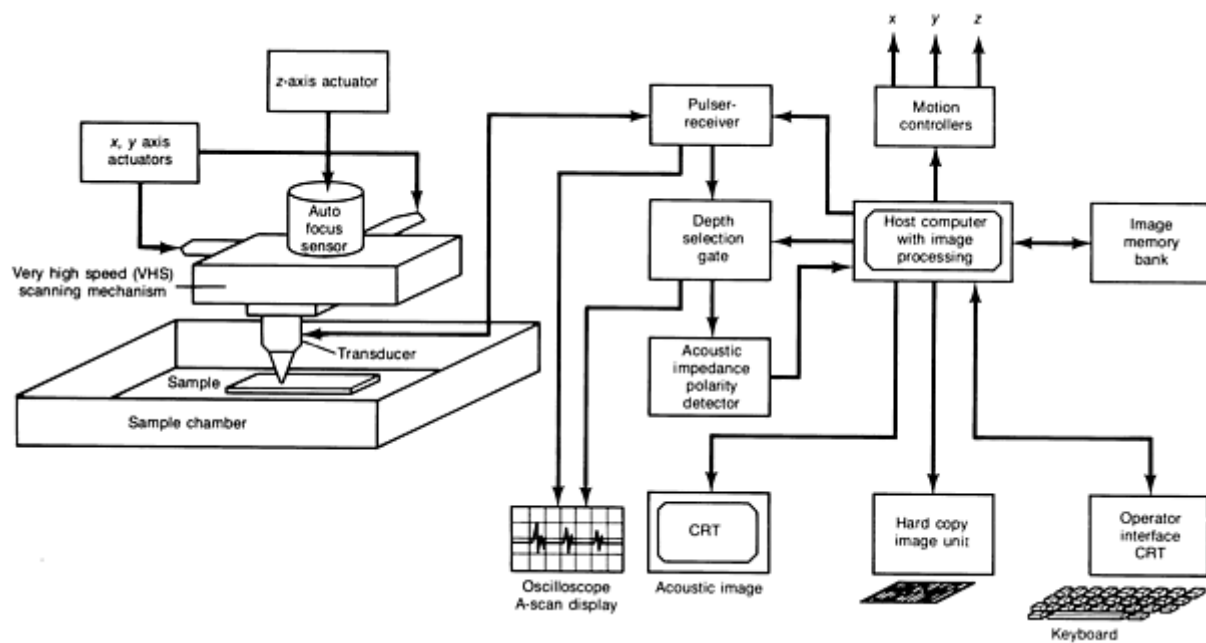 x y z
z-axis actuator
Pulser-
receiver
Motion
controllers
x, y axis
actuators
Auto
focus
sensor
Depth
selection
gate
Host computer
with image
processing
Image
memory
bank
Very high speed (VHS)
scanning mechanism
Transducer
Sample
Sample chamber
Acoustic
impedance
polarity
detector
CRT
Hard copy
image unit
Operator
interface
CRT
Oscilloscope
A-scan display
Acoustic image
Keyboard